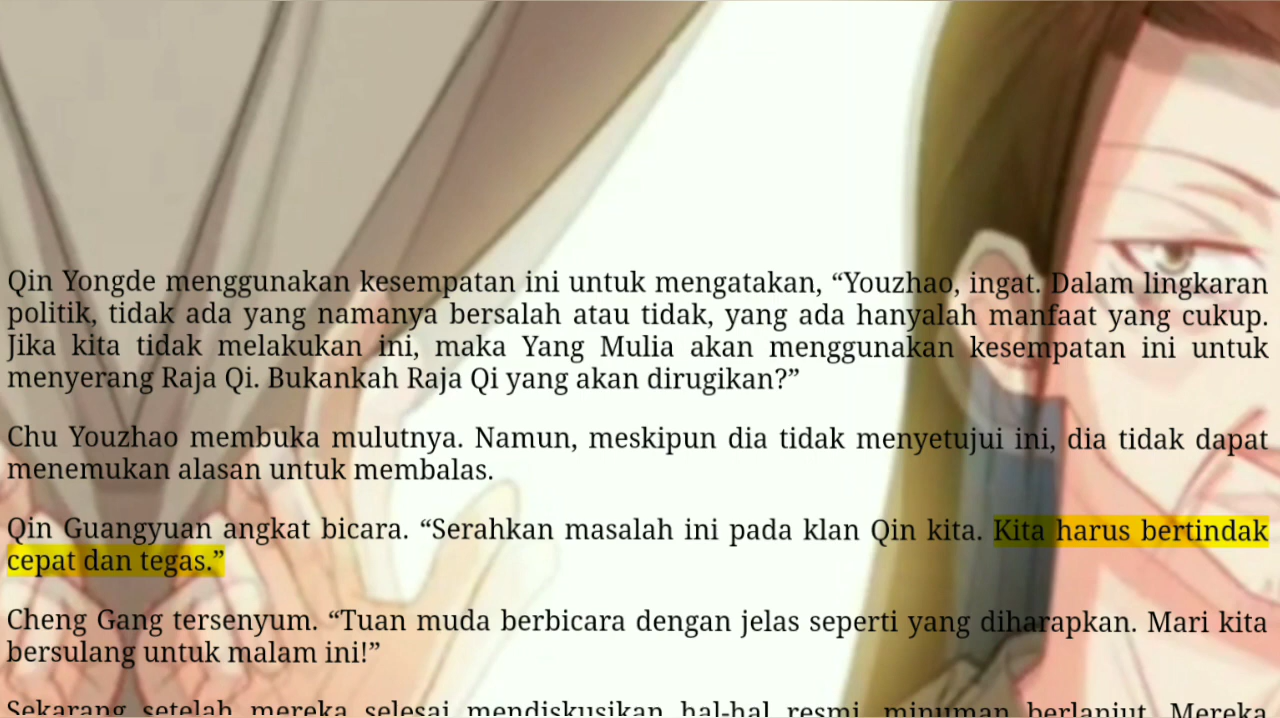 Qin Yongde menggunakan kesempatan ini untuk mengatakan, “Youzhao, ingat. Dalam lingkaran
politik, tidak ada yang namanya bersalah atau tidak, yang ada hanyalah manfaat yang cukup.
Jika kita tidak melakukan ini, maka Yang Mulia akan menggunakan kesempatan ini untuk
menyerang Raja Qi. Bukankah Raja Qi yang akan dirugikan?”
Chu Youzhao membuka mulutnya. Namun, meskipun dia tidak menyetujui ini, dia tidak dapat
menemukan alasan untuk membalas.
Qin Guangyuan angkat bicara. “Serahkan masalah ini pada klan Qin kita. Kita harus bertindak
cepat dan tegas.”
Cheng Gang tersenyum. “Tuan muda berbicara dengan jelas seperti yang diharapkan. Mari kita
bersulang untuk malam ini!”
Sekarang setelah mereka selesai mendiskusikan hal-hal resmi, minuman berlanjut. Mereka